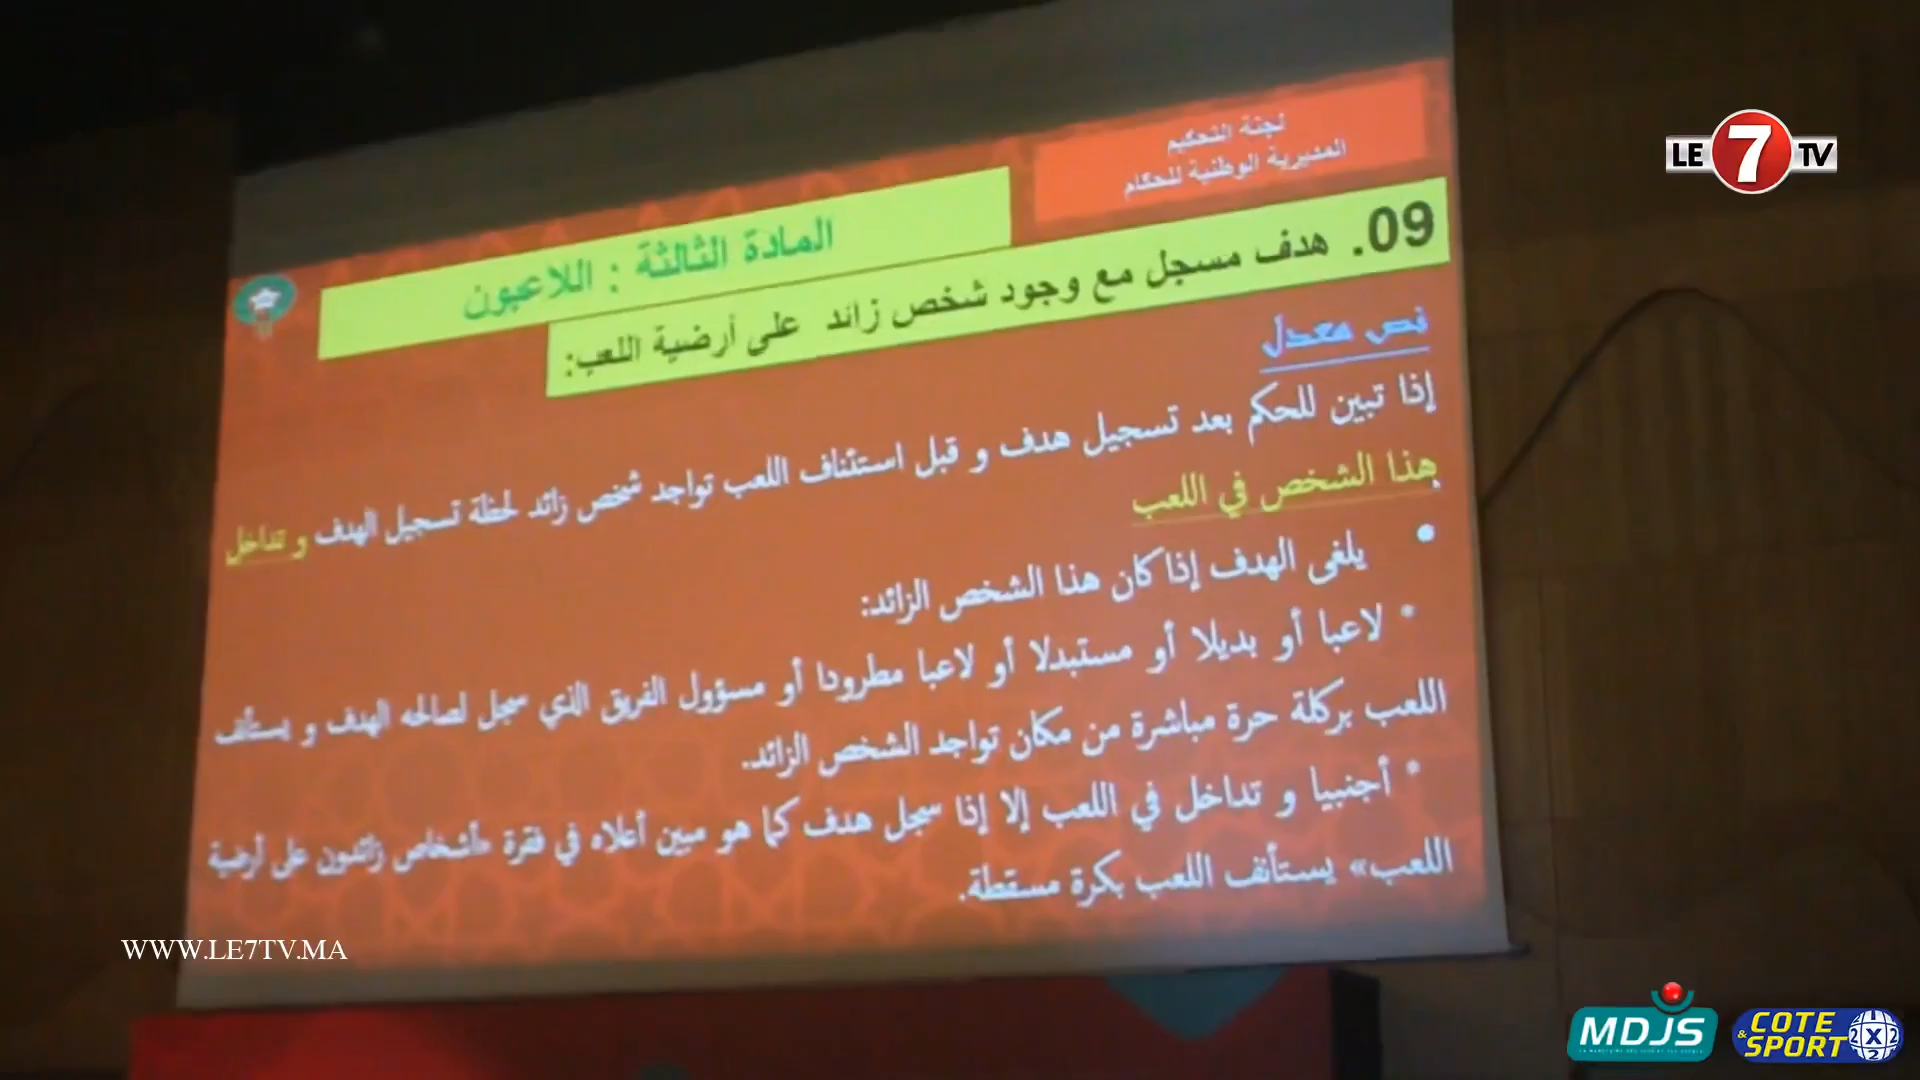 LE 7 TV
لجنة التحكيم
المديرية الوطنية للحكام
المادة الثالثة : اللاعبون
09. هدف مسجل مع وجود شخص زائد على أرضية اللعب:
نص معدل
إذا تبين للحكم بعد تسجيل هدف و قبل استئناف اللعب تواجد شخص زائد لحظة تسجيل الهدف و تداخل
هذا الشخص في اللعب
• يلغى الهدف إذا كان هذا الشخص الزائد:
* لاعبا أو بديلا أو مستبدلا أو لاعبا مطرودا أو مسؤول الفريق الذي سجل لصالحه الهدف و يستأنف
اللعب بركلة حرة مباشرة من مكان تواجد الشخص الزائد.
* أجنبيا و تداخل في اللعب إلا إذا سجل هدف كما هو مبين أعلاه في فقرة «أشخاص زائدون على أرضية
اللعب» يستأنف اللعب بكرة مسقطة.
WWW.LE7TV.MA
MDJS
COTE
& SPORT
1 2 X 2 2